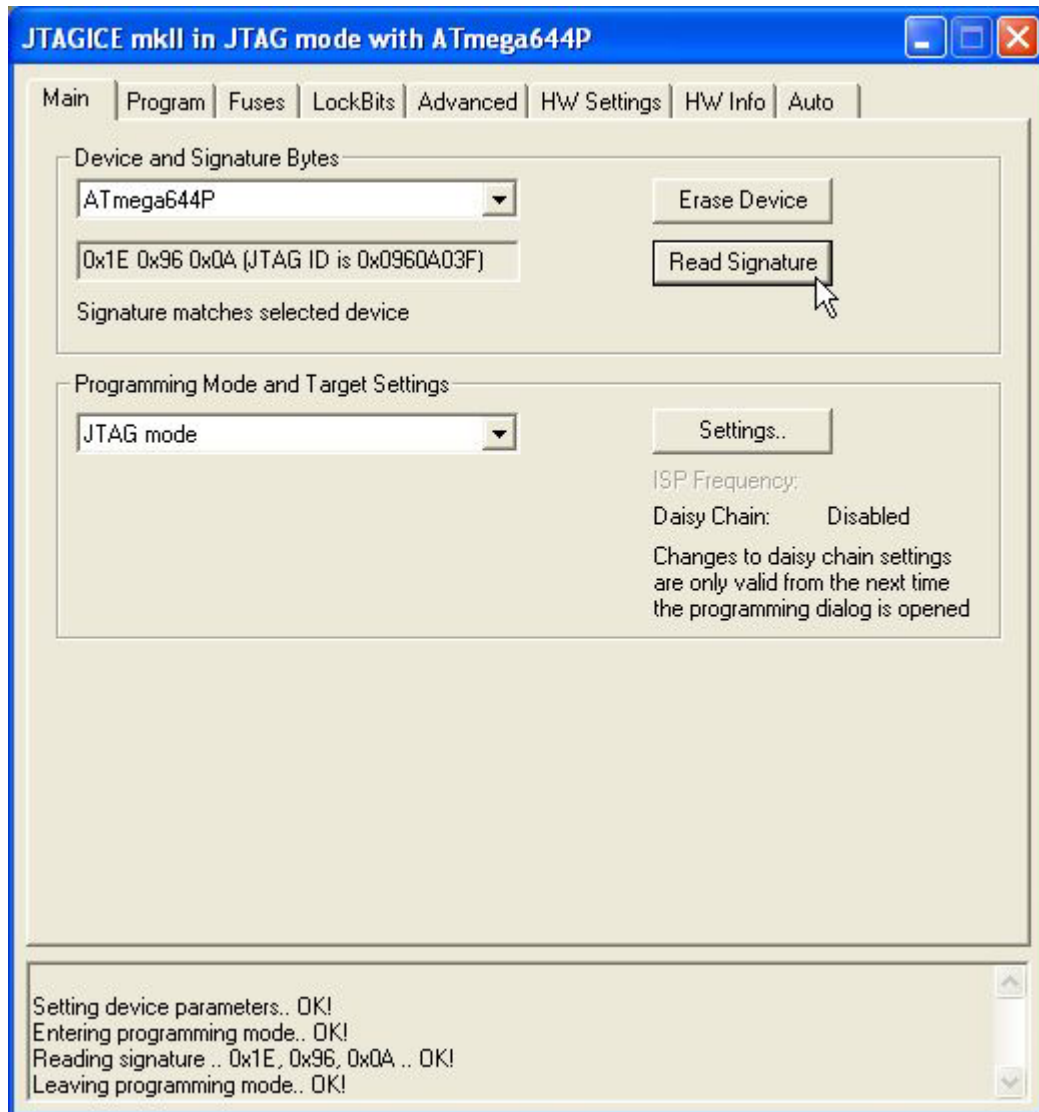 JTAGICE mkII in JTAG mode with ATmega644P
Main Program Fuses LockBits Advanced HW Settings HW Info Auto
Device and Signature Bytes
ATmega644P
Erase Device
0x1E 0x96 0x0A (JTAG ID is 0x0960A03F)
Read Signature
Signature matches selected device
Programming Mode and Target Settings
JTAG mode
Settings..
ISP Frequency:
Daisy Chain: Disabled
Changes to daisy chain settings
are only valid from the next time
the programming dialog is opened
Setting device parameters.. OK!
Entering programming mode.. OK!
Reading signature .. 0x1E, 0x96, 0x0A .. OK!
Leaving programming mode.. OK!